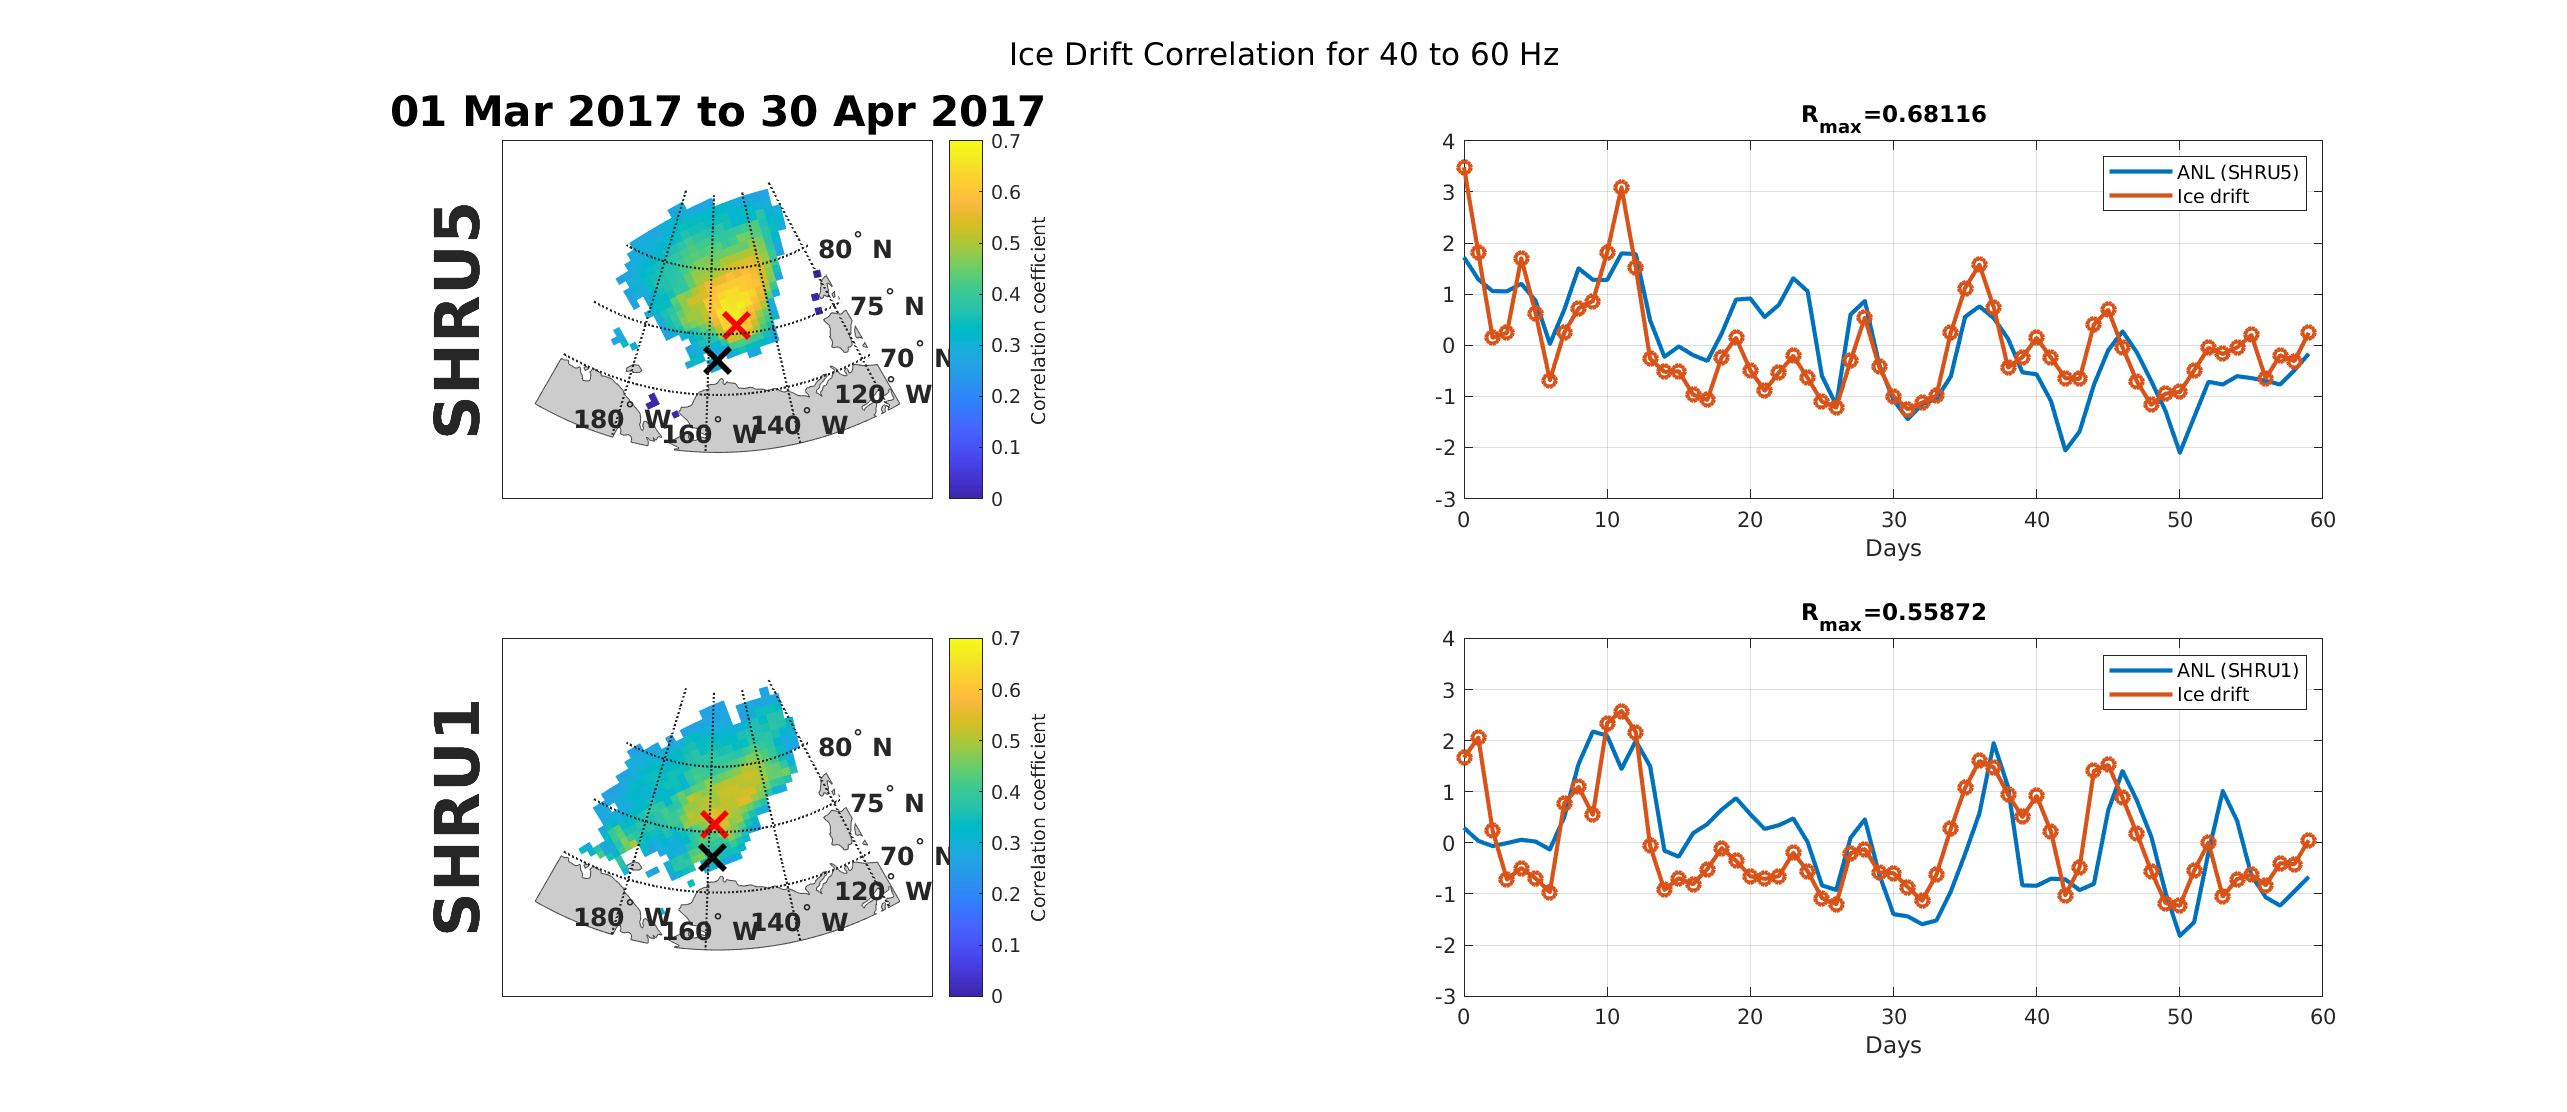 Ice Drift Correlation for 40 to 60 Hz
01 Mar 2017 to 30 Apr 2017
SHRU5
80° N
75° N
70° N
120° W
180° W
160° W
140° W
0.7
0.6
0.5
0.4
0.3
0.2
0.1
0
Correlation coefficient
Rmax=0.68116
4
3
2
1
0
-1
-2
-3
ANL (SHRU5)
Ice drift
0 10 20 30 40 50 60
Days
SHRU1
80° N
75° N
70° N
120° W
180° W
160° W
140° W
0.7
0.6
0.5
0.4
0.3
0.2
0.1
0
Correlation coefficient
Rmax=0.55872
4
3
2
1
0
-1
-2
-3
ANL (SHRU1)
Ice drift
0 10 20 30 40 50 60
Days